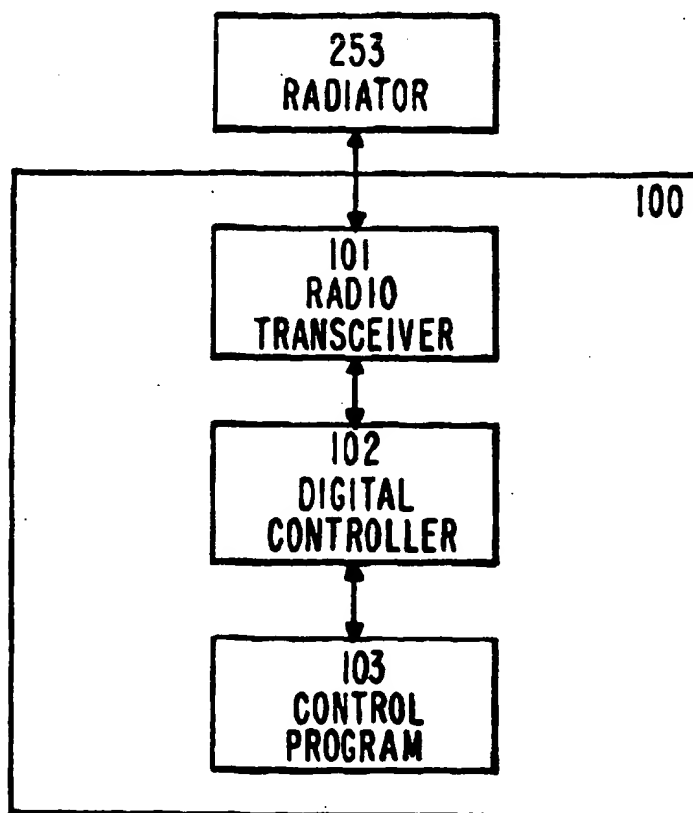 253
RADIATOR
100
101
RADIO
TRANSCEIVER
102
DIGITAL
CONTROLLER
103
CONTROL
PROGRAM